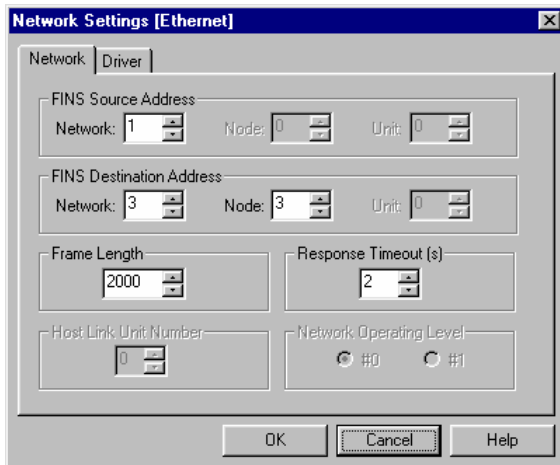 Network Settings [Ethernet]
Network Driver
FINS Source Address
Network: 1 Node: 0 Unit: 0
FINS Destination Address
Network: 3 Node: 3 Unit: 0
Frame Length Response Timeout (s)
2000 2
Host Link Unit Number Network Operating Level
0 #0 #1
OK Cancel Help